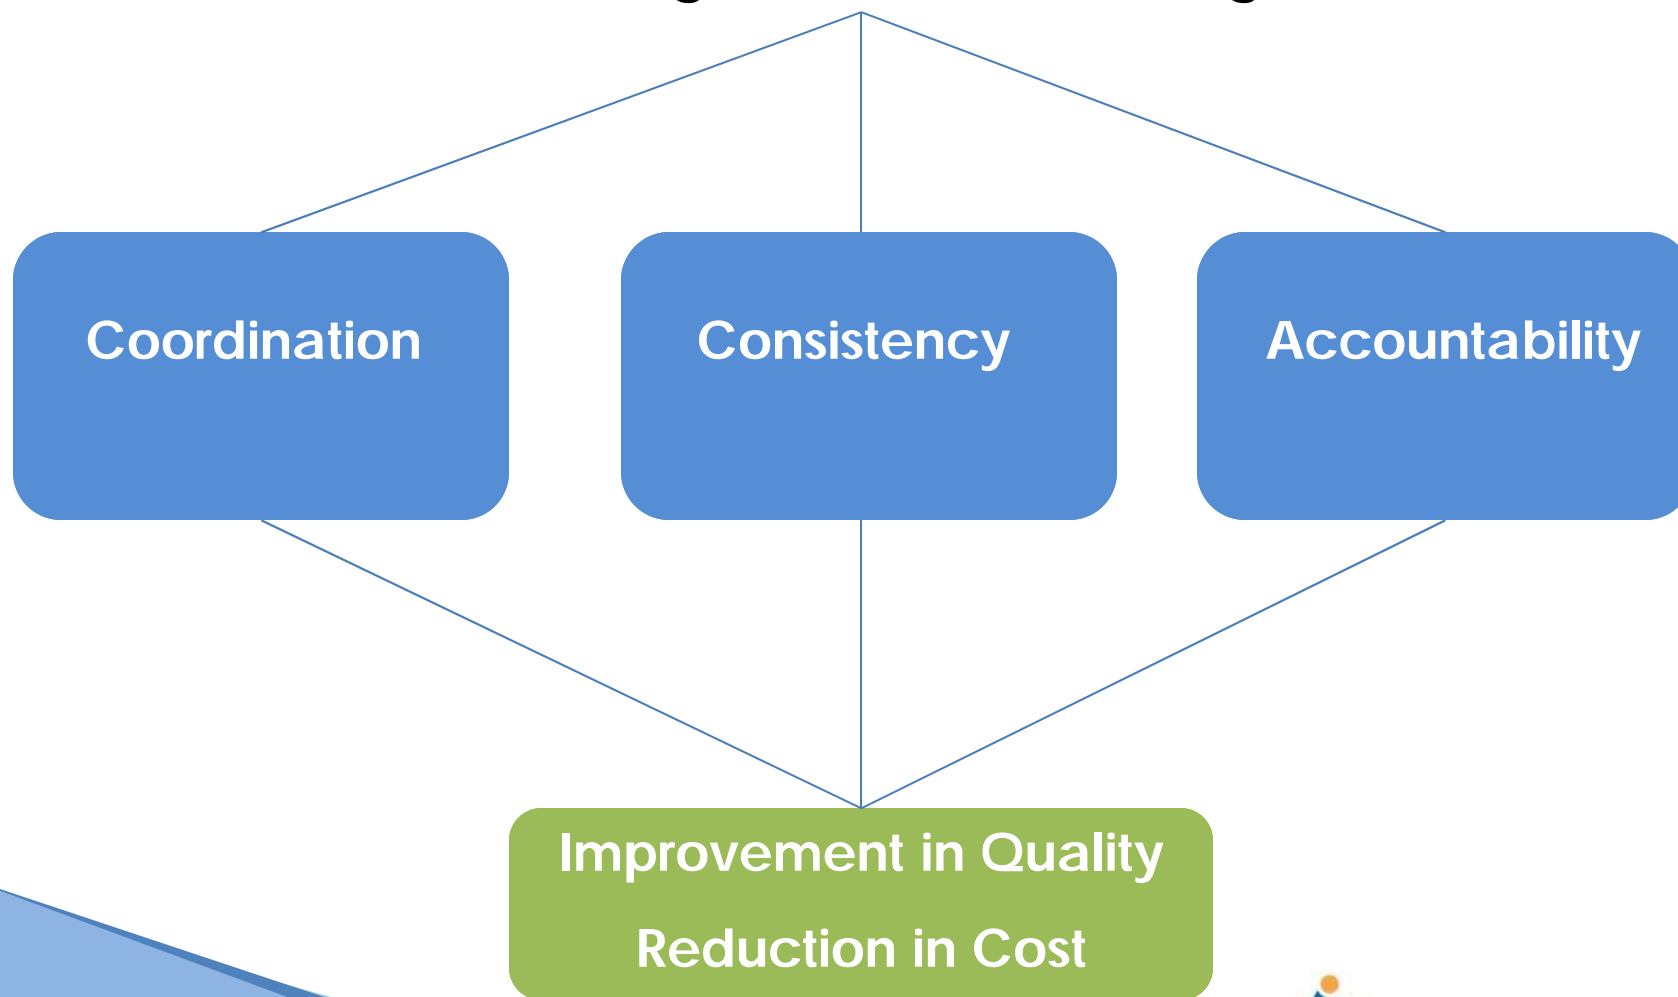 Coordination
Consistency
Accountability
Improvement in Quality
Reduction in Cost